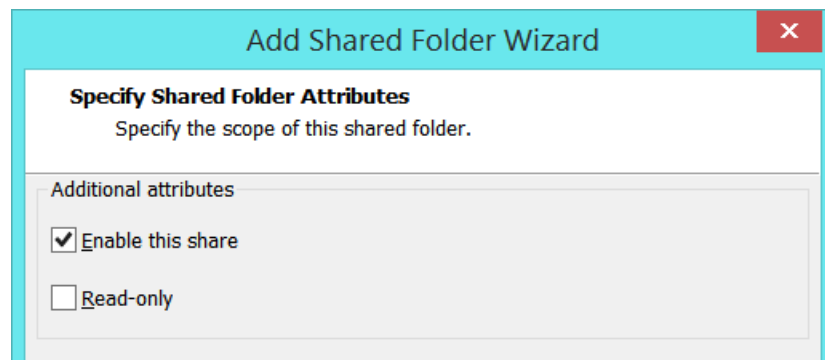 Add Shared Folder Wizard
Specify Shared Folder Attributes
Specify the scope of this shared folder.
Additional attributes
Enable this share
Read-only